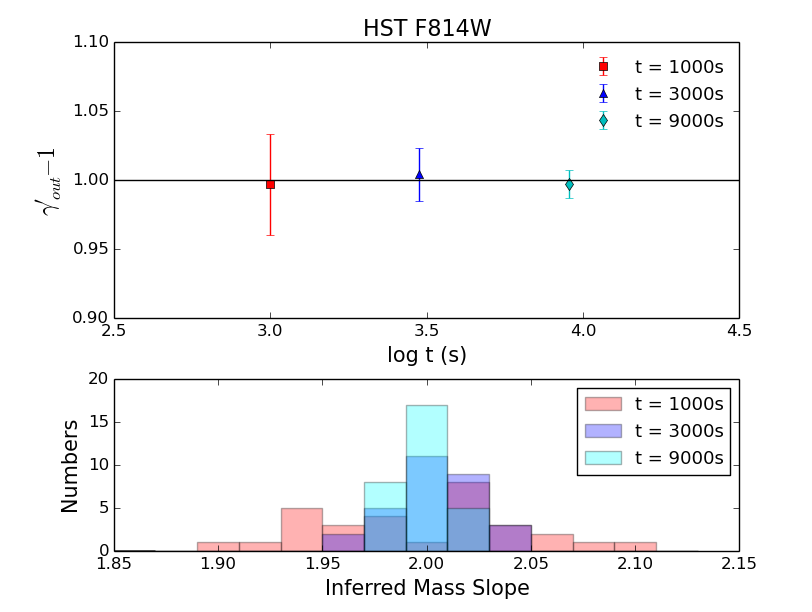 HST F814W
1.10
1.05
1.00
0.95
0.90
γ′out−1
t = 1000s
t = 3000s
t = 9000s
2.5 3.0 3.5 4.0 4.5
log t (s)
20
15
10
5
0
Numbers
t = 1000s
t = 3000s
t = 9000s
1.85 1.90 1.95 2.00 2.05 2.10 2.15
Inferred Mass Slope